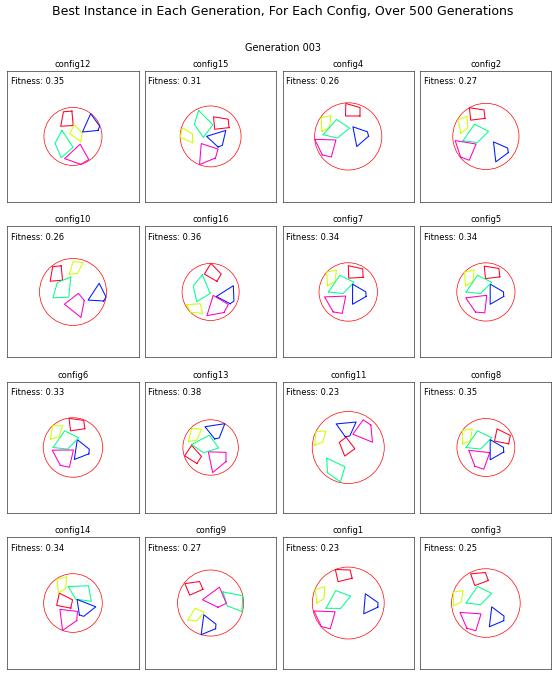 Best Instance in Each Generation, For Each Config, Over 500 Generations
Generation 003
config12
config15
config4
config2
Fitness: 0.35
Fitness: 0.31
Fitness: 0.26
Fitness: 0.27
config10
config16
config7
config5
Fitness: 0.26
Fitness: 0.36
Fitness: 0.34
Fitness: 0.34
config6
config13
config11
config8
Fitness: 0.33
Fitness: 0.38
Fitness: 0.23
Fitness: 0.35
config14
config9
config1
config3
Fitness: 0.34
Fitness: 0.27
Fitness: 0.23
Fitness: 0.25